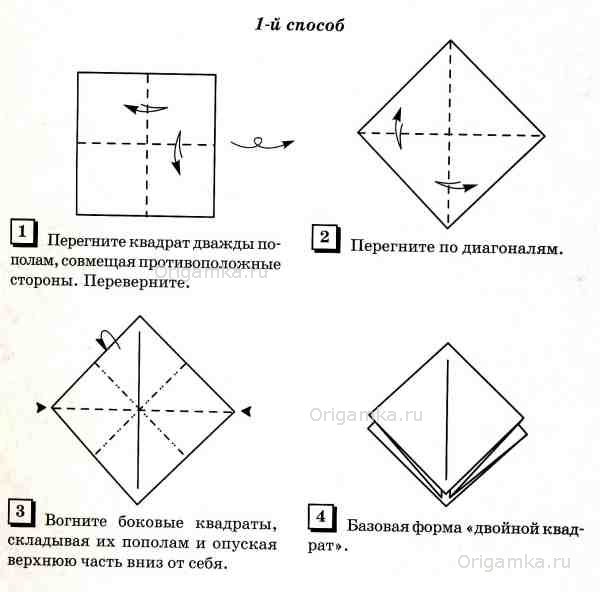 1-й способ
1 Перегните квадрат дважды по-
полам, совмещая противоположные
стороны. Переверните.
Origamka.ru
2 Перегните по диагоналям.
Origamka.ru
3 Вогните боковые квадраты,
складывая их пополам и опуская
верхнюю часть вниз от себя.
4 Базовая форма «двойной квад-
рат».
Origamka.ru